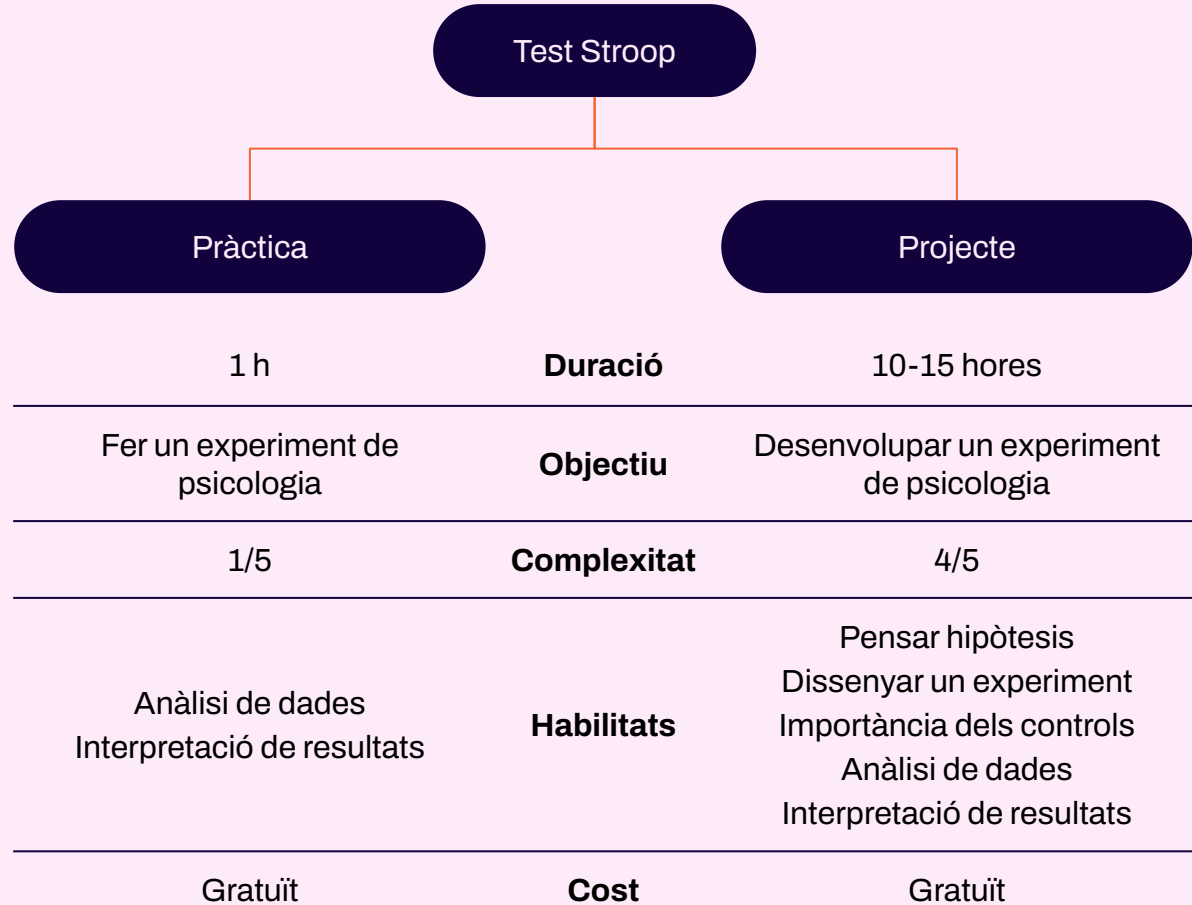 Test Stroop
Pràctica
Projecte
1 h
Duració
10-15 hores
Fer un experiment de
psicologia
Objectiu
Desenvolupar un experiment
de psicologia
1/5
Complexitat
4/5
Anàlisi de dades
Interpretació de resultats
Habilitats
Pensar hipòtesis
Dissenyar un experiment
Importància dels controls
Anàlisi de dades
Interpretació de resultats
Gratuït
Cost
Gratuït